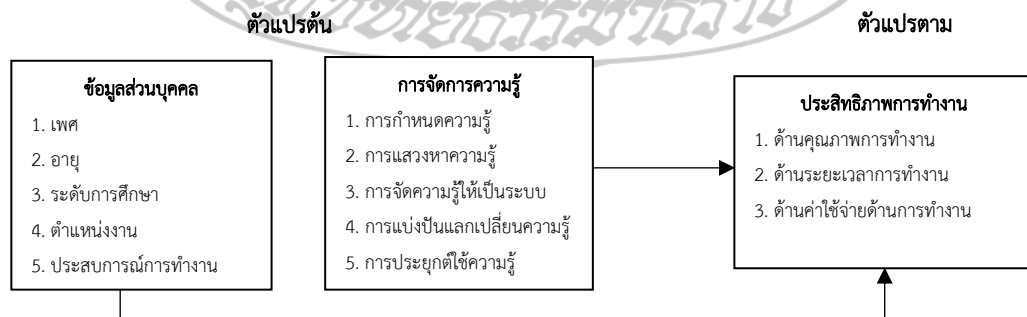 ตัวแปรต้น
ตัวแปรตาม
ข้อมูลส่วนบุคคล
1. เพศ
2. อายุ
3. ระดับการศึกษา
4. ตำแหน่งงาน
5. ประสบการณ์การทำงาน
การจัดการความรู้
1. การกำหนดความรู้
2. การแสวงหาความรู้
3. การจัดความรู้ให้เป็นระบบ
4. การแบ่งปันแลกเปลี่ยนความรู้
5. การประยุกต์ใช้ความรู้
ประสิทธิภาพการทำงาน
1. ด้านคุณภาพการทำงาน
2. ด้านระยะเวลาการทำงาน
3. ด้านค่าใช้จ่ายด้านการทำงาน